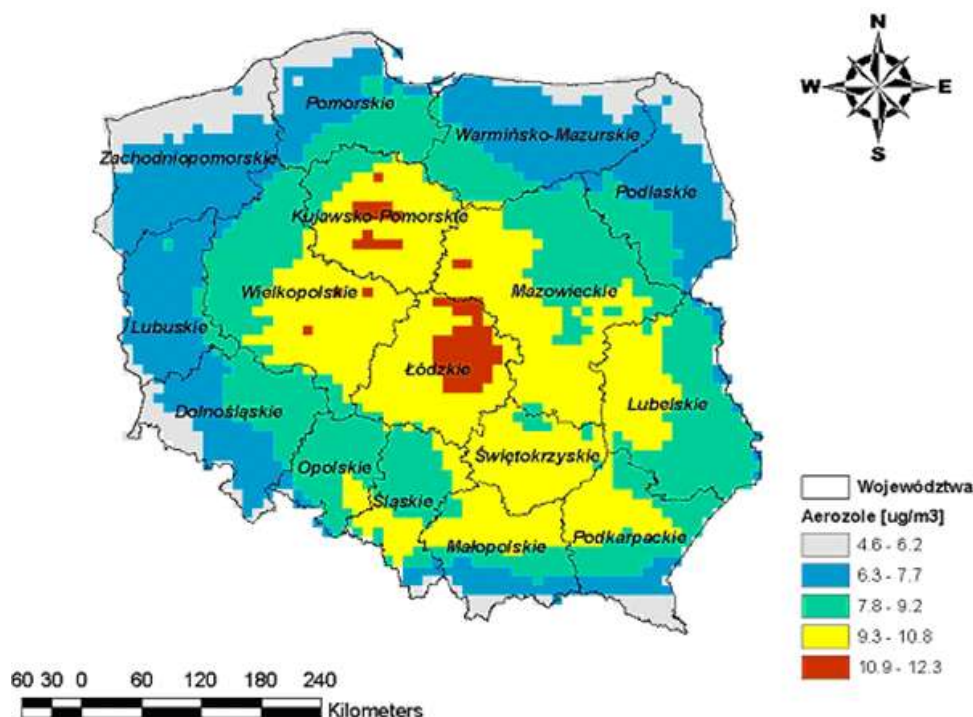 N
W E
S
Pomorskie
Warmińsko-Mazurskie
Zachodniopomorskie
Podlaskie
Kujawsko-Pomorskie
Wielkopolskie
Mazowieckie
Lubuskie
Łódzkie
Dolnośląskie
Lubelskie
Świętokrzyskie
Opolskie
Śląskie
Małopolskie
Podkarpackie
Województwa
Aerozole [ug/m3]
4.6 - 6.2
6.3 - 7.7
7.8 - 9.2
9.3 - 10.8
10.9 - 12.3
60 30 0 60 120 180 240
Kilometers